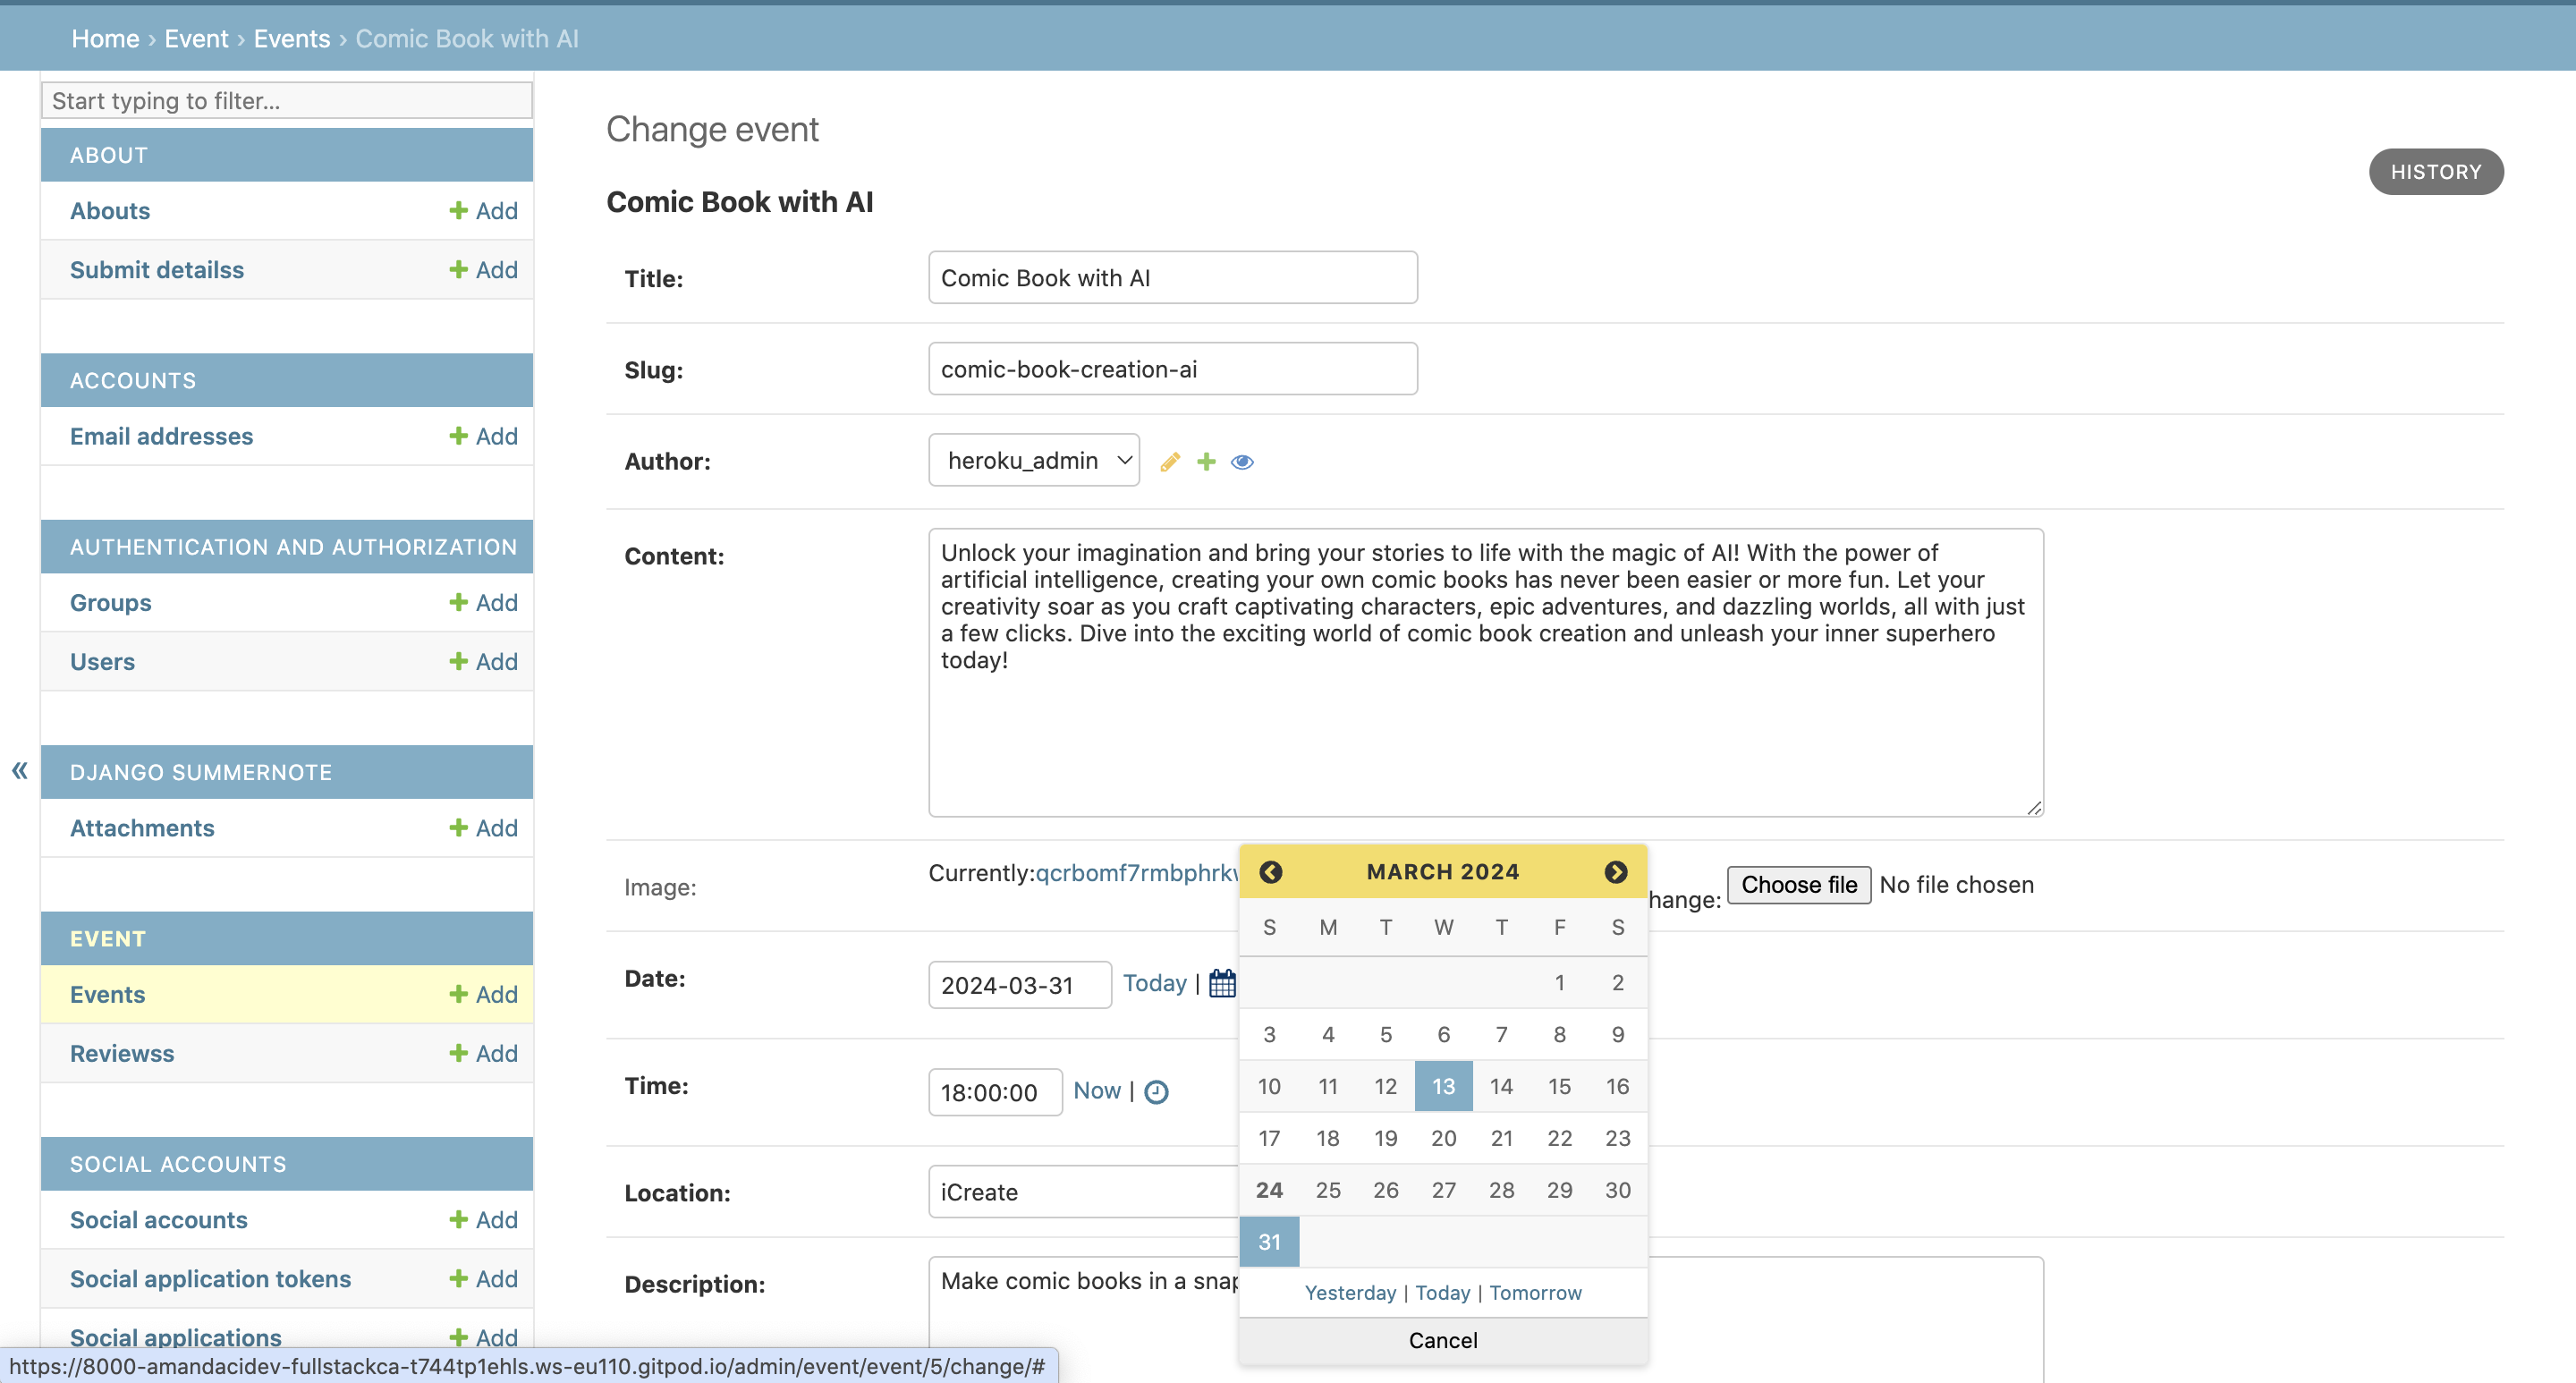 Home › Event › Events › Comic Book with AI
Start typing to filter...
ABOUT
Abouts Add
Submit detailss Add
ACCOUNTS
Email addresses Add
AUTHENTICATION AND AUTHORIZATION
Groups Add
Users Add
«
DJANGO SUMMERNOTE
Attachments Add
EVENT
Events Add
Reviewss Add
SOCIAL ACCOUNTS
Social accounts Add
Social application tokens Add
Social applications Add
https://8000-amandacidev-fullstackca-t744tp1ehls.ws-eu110.gitpod.io/admin/event/event/5/change/#
Change event
HISTORY
Comic Book with AI
Title: Comic Book with AI
Slug: comic-book-creation-ai
Author: heroku_admin
Content:
Unlock your imagination and bring your stories to life with the magic of AI! With the power of
artificial intelligence, creating your own comic books has never been easier or more fun. Let your
creativity soar as you craft captivating characters, epic adventures, and dazzling worlds, all with just
a few clicks. Dive into the exciting world of comic book creation and unleash your inner superhero
today!
Image: Currently:qcrbomf7rmbphrk hange: Choose file No file chosen
Date: 2024-03-31 Today |
Time: 18:00:00 Now |
Location: iCreate
Description: Make comic books in a snap
MARCH 2024
S M T W T F S
1 2
3 4 5 6 7 8 9
10 11 12 13 14 15 16
17 18 19 20 21 22 23
24 25 26 27 28 29 30
31
Yesterday | Today | Tomorrow
Cancel